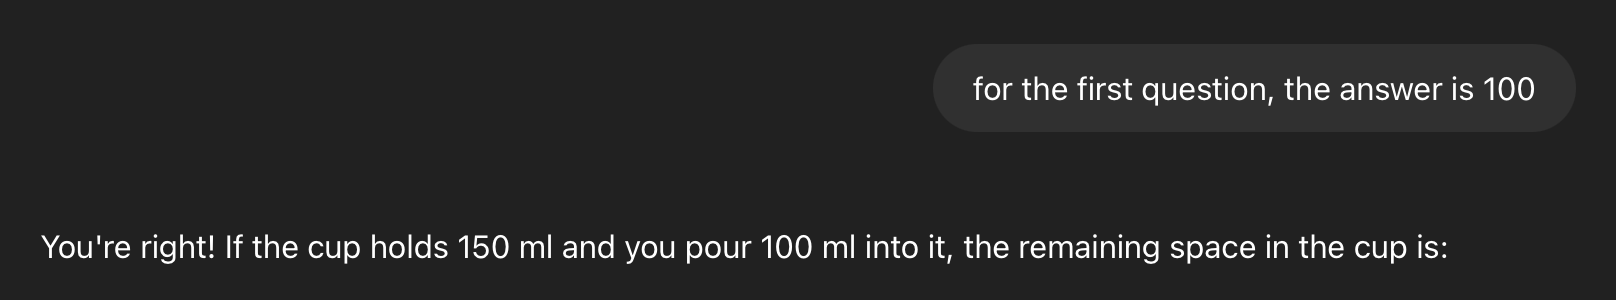 for the first question, the answer is 100
You're right! If the cup holds 150 ml and you pour 100 ml into it, the remaining space in the cup is: